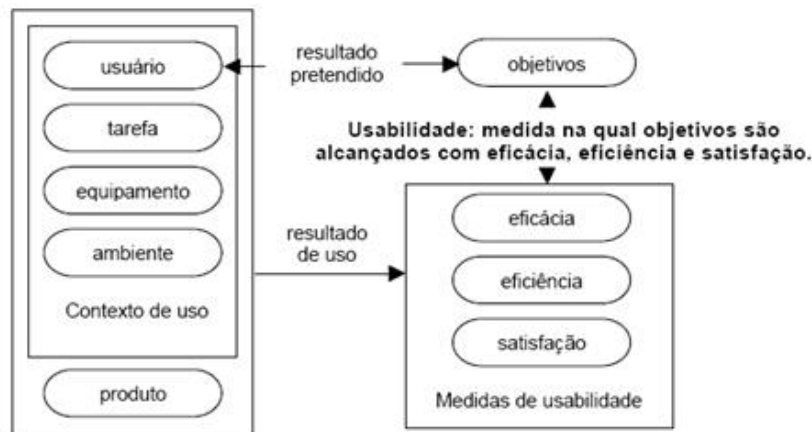 usuário
tarefa
equipamento
ambiente
Contexto de uso
produto
resultado
pretendido
objetivos
Usabilidade: medida na qual objetivos são
alcançados com eficácia, eficiência e satisfação.
resultado
de uso
eficácia
eficiência
satisfação
Medidas de usabilidade